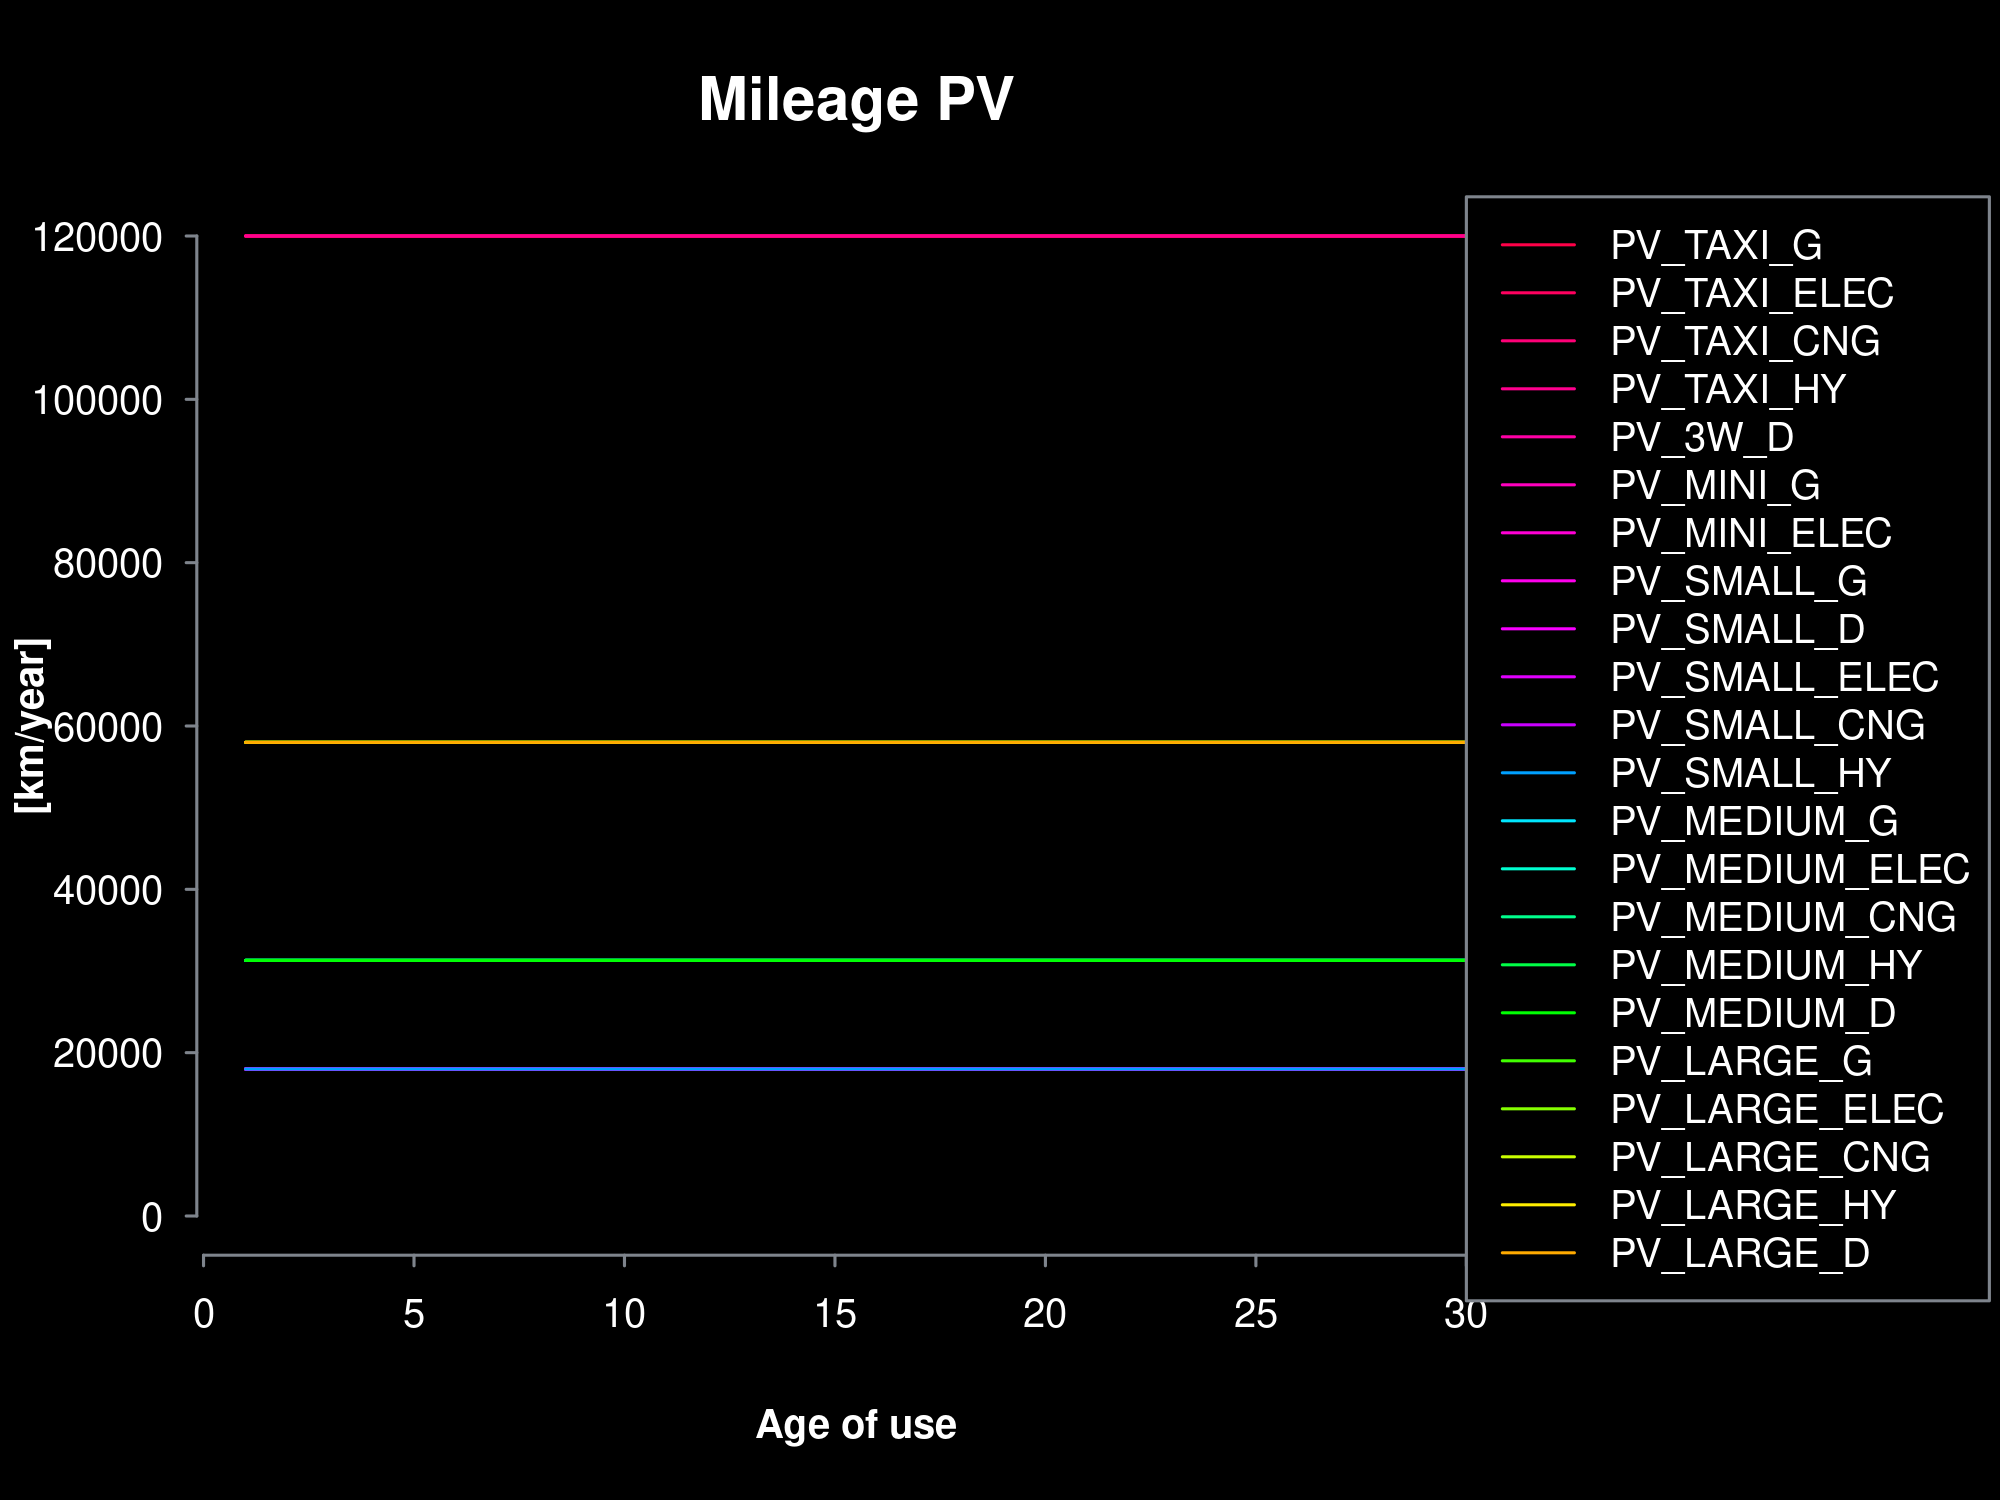 Mileage PV
120000
100000
80000
60000
40000
20000
0
[km/year]
0 5 10 15 20 25 30
Age of use
PV_TAXI_G
PV_TAXI_ELEC
PV_TAXI_CNG
PV_TAXI_HY
PV_3W_D
PV_MINI_G
PV_MINI_ELEC
PV_SMALL_G
PV_SMALL_D
PV_SMALL_ELEC
PV_SMALL_CNG
PV_SMALL_HY
PV_MEDIUM_G
PV_MEDIUM_ELEC
PV_MEDIUM_CNG
PV_MEDIUM_HY
PV_MEDIUM_D
PV_LARGE_G
PV_LARGE_ELEC
PV_LARGE_CNG
PV_LARGE_HY
PV_LARGE_D